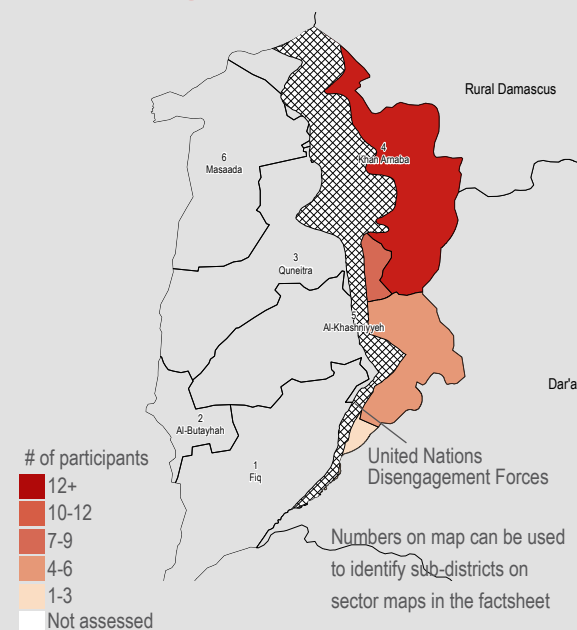 Rural Damascus
4
Khan Arnaba
6
Masaada
3
Quneitra
5
Al-Khashniyyeh
Dar'a
2
Al-Butayhah
1
Fiq
United Nations
Disengagement Forces
# of participants
12+
10-12
7-9
4-6
1-3
Not assessed
Numbers on map can be used
to identify sub-districts on
sector maps in the factsheet